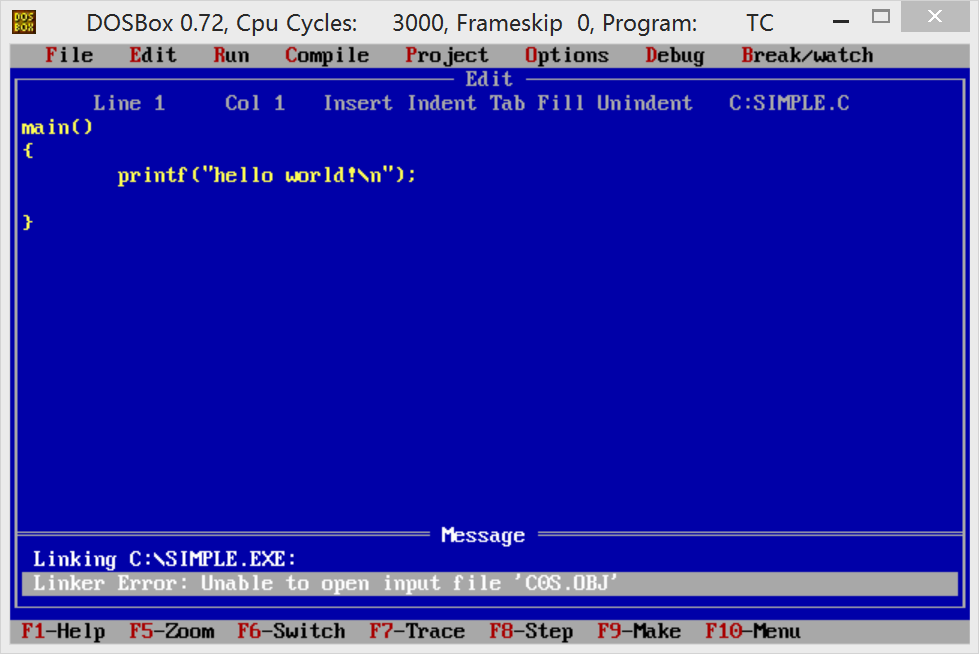 DOS
BOX
DOSBox 0.72, Cpu Cycles: 3000, Frameskip 0, Program: TC
File Edit Run Compile Project Options Debug Break/watch
Edit
Line 1 Col 1 Insert Indent Tab Fill Unindent C:SIMPLE.C
main()
{
printf("hello world!\n");
}
Message
Linking C:\SIMPLE.EXE:
Linker Error: Unable to open input file 'C0S.OBJ'
F1-Help F5-Zoom F6-Switch F7-Trace F8-Step F9-Make F10-Menu